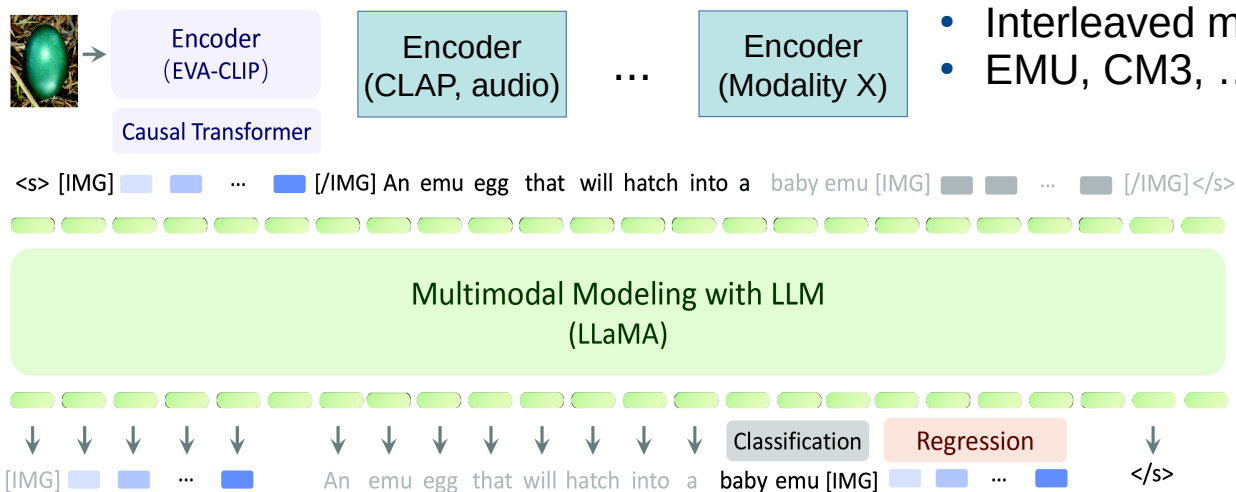 Encoder
(EVA-CLIP)
Causal Transformer
Encoder
(CLAP, audio)
...
Encoder
(Modality X)
• Interleaved
• EMU, CM3, ...
<s> [IMG] ... [/IMG] An emu egg that will hatch into a baby emu [IMG] ... [/IMG] </s>
Multimodal Modeling with LLM
(LLaMA)
Classification
Regression
[IMG] ... An emu egg that will hatch into a baby emu [IMG] ... </s>